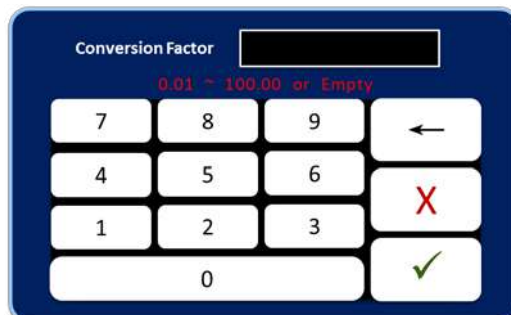 Conversion Factor
0.01 ~ 100.00 or Empty
7 8 9 ←
4 5 6
X
1 2 3
0 ✓